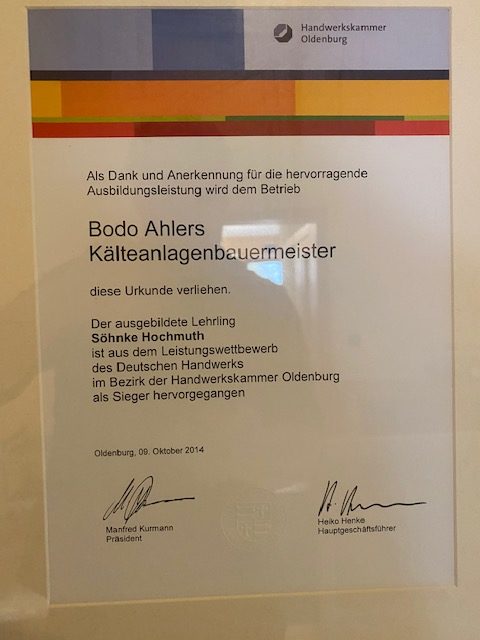 Handwerkskammer
Oldenburg
Als Dank und Anerkennung für die hervorragende
Ausbildungsleistung wird dem Betrieb
Bodo Ahlers
Kälteanlagenbauermeister
diese Urkunde verliehen.
Der ausgebildete Lehrling
Söhnke Hochmuth
ist aus dem Leistungswettbewerb
des Deutschen Handwerks
im Bezirk der Handwerkskammer Oldenburg
als Sieger hervorgegangen
Oldenburg, 09. Oktober 2014
Manfred Kurmann
Präsident
Heiko Henke
Hauptgeschäftsführer